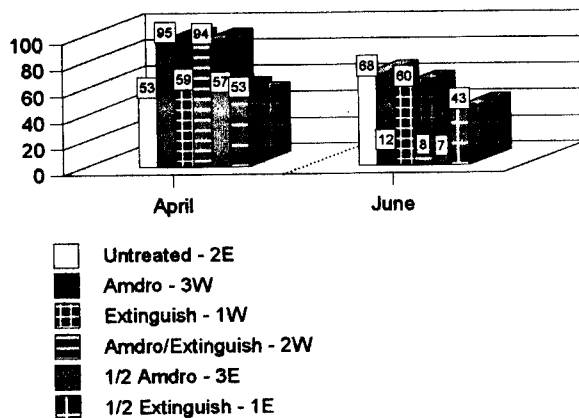 100
80
60
40
20
0
53
95
59
94
57
53
68
12
60
8
7
43
April
June
Untreated - 2E
Amdro - 3W
Extinguish - 1W
Amdro/Extinguish - 2W
1/2 Amdro - 3E
1/2 Extinguish - 1E